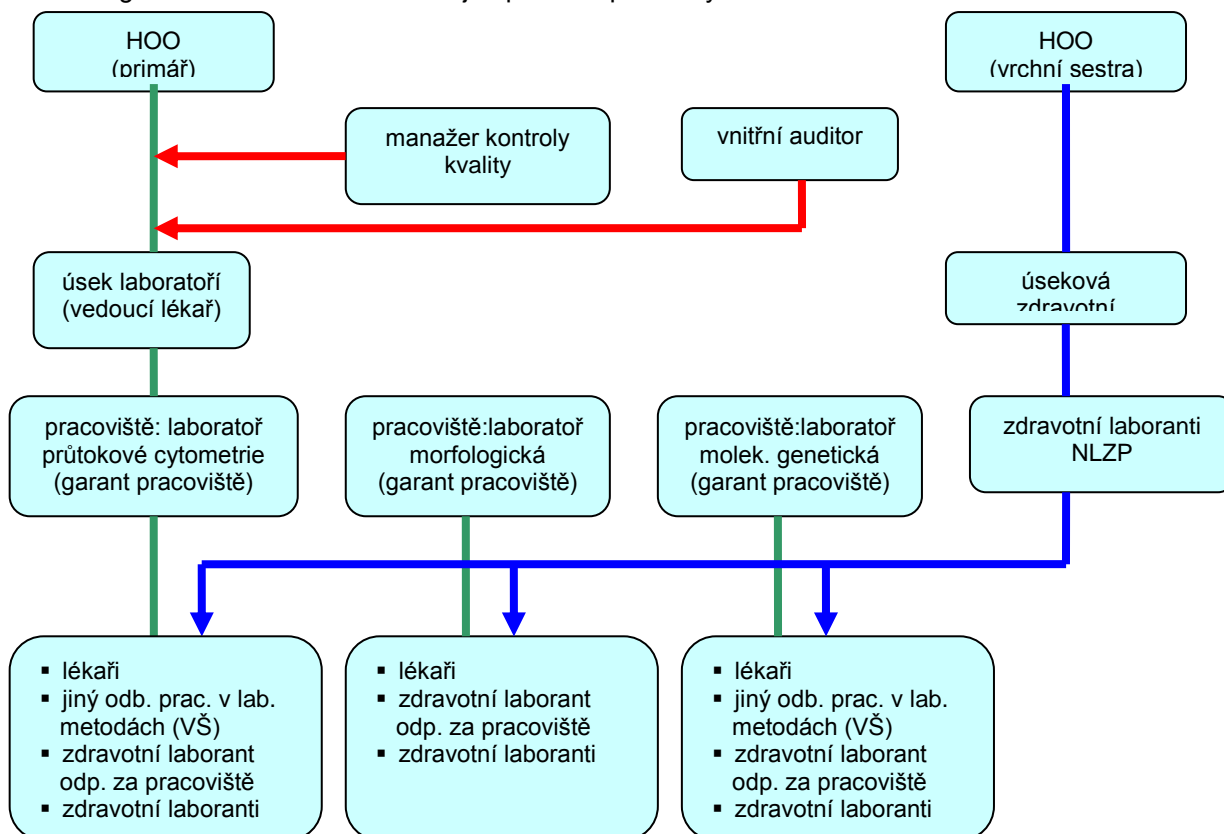 HOO
(primář)
HOO
(vrchní sestra)
manažer kontroly
kvality
vnitřní auditor
úsek laboratoří
(vedoucí lékař)
úseková
zdravotní
pracoviště: laboratoř
průtokové cytometrie
(garant pracoviště)
pracoviště:laboratoř
morfologická
(garant pracoviště)
pracoviště:laboratoř
molek. genetická
(garant pracoviště)
zdravotní laboranti
NLZP
▪ lékaři
▪ jiný odb. prac. v lab.
metodách (VŠ)
▪ zdravotní laborant
odp. za pracoviště
▪ zdravotní laboranti
▪ lékaři
▪ zdravotní laborant
odp. za pracoviště
▪ zdravotní laboranti
▪ lékaři
▪ jiný odb. prac. v lab.
metodách (VŠ)
▪ zdravotní laborant
odp. za pracoviště
▪ zdravotní laboranti